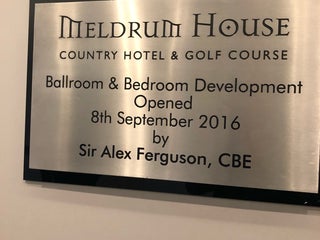 MELDRUM HOUSE
COUNTRY HOTEL & GOLF COURSE
Ballroom & Bedroom Development
Opened
8th September 2016
by
Sir Alex Ferguson, CBE